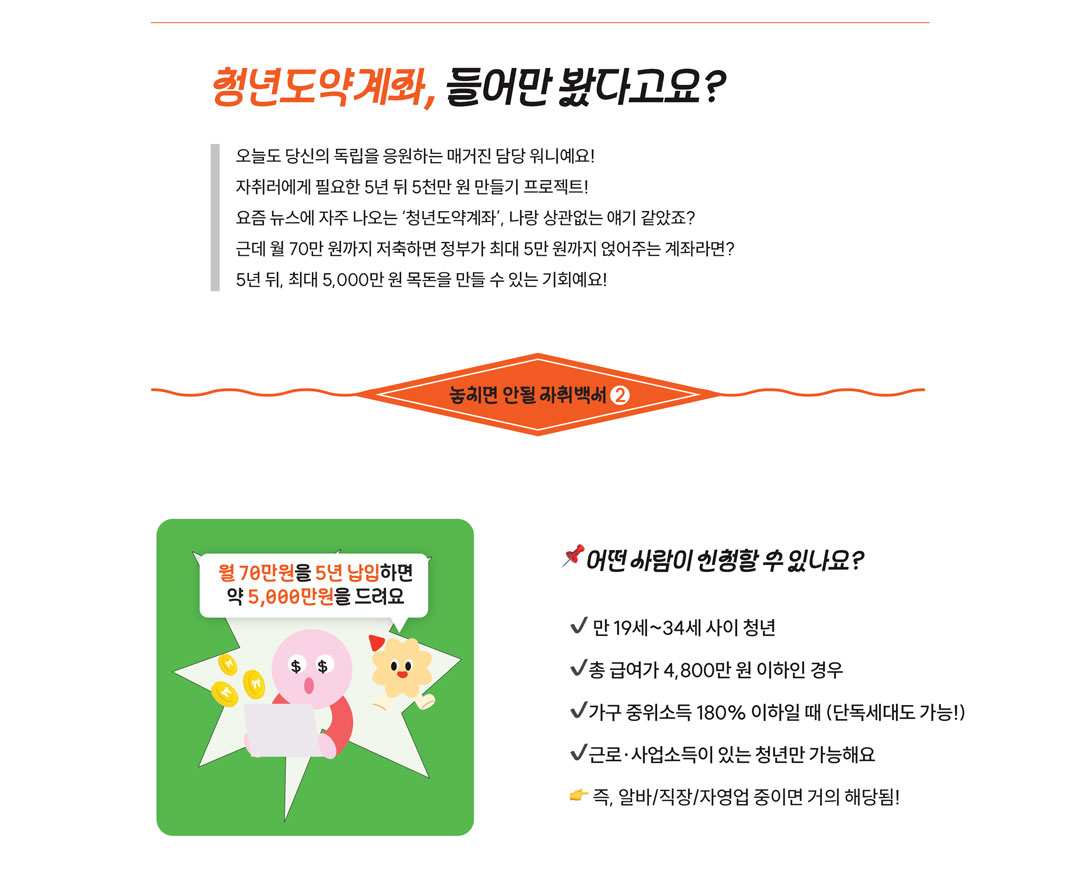 청년도약계좌, 들어만 봤다고요?
오늘도 당신의 독립을 응원하는 매거진 담당 워니예요!
자취러에게 필요한 5년 뒤 5천만 원 만들기 프로젝트!
요즘 뉴스에 자주 나오는 ‘청년도약계좌’, 나랑 상관없는 얘기 같았죠?
근데 월 70만 원까지 저축하면 정부가 최대 5만 원까지 얹어주는 계좌라면?
5년 뒤, 최대 5,000만 원 목돈을 만들 수 있는 기회예요!
놓치면 안될 자취백서 2
월 70만원을 5년 납입하면
약 5,000만원을 드려요
$ $
📌어떤 사람이 신청할 수 있나요?
✔ 만 19세~34세 사이 청년
✔총 급여가 4,800만 원 이하인 경우
✔가구 중위소득 180% 이하일 때 (단독세대도 가능!)
✔근로·사업소득이 있는 청년만 가능해요
👉 즉, 알바/직장/자영업 중이면 거의 해당됨!